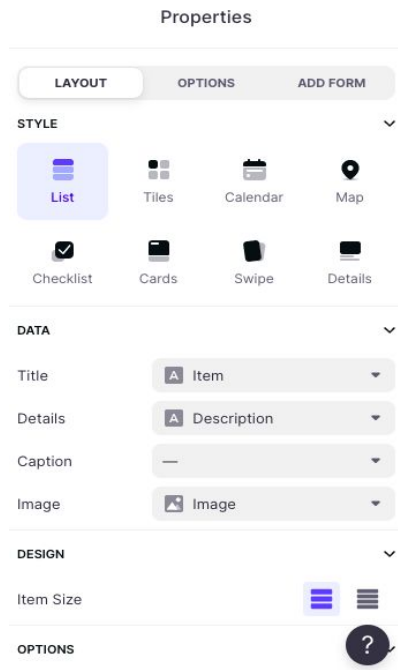 Properties
LAYOUT OPTIONS ADD FORM
STYLE
List Tiles Calendar Map
Checklist Cards Swipe Details
DATA
Title A Item
Details A Description
Caption —
Image Image
DESIGN
Item Size
OPTIONS ?